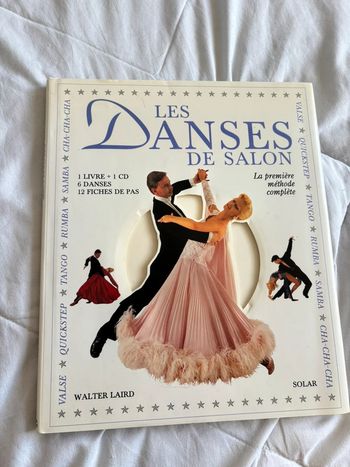 LES
DANSES
DE SALON
1 LIVRE + 1 CD
6 DANSES
12 FICHES DE PAS
La première
méthode
complète
VALSE ★ QUICKSTEP ★ TANGO ★ RUMBA ★ SAMBA ★ CHA-CHA-CHA
VALSE ★ QUICKSTEP ★ TANGO ★ RUMBA ★ SAMBA ★ CHA-CHA-CHA
WALTER LAIRD
SOLAR